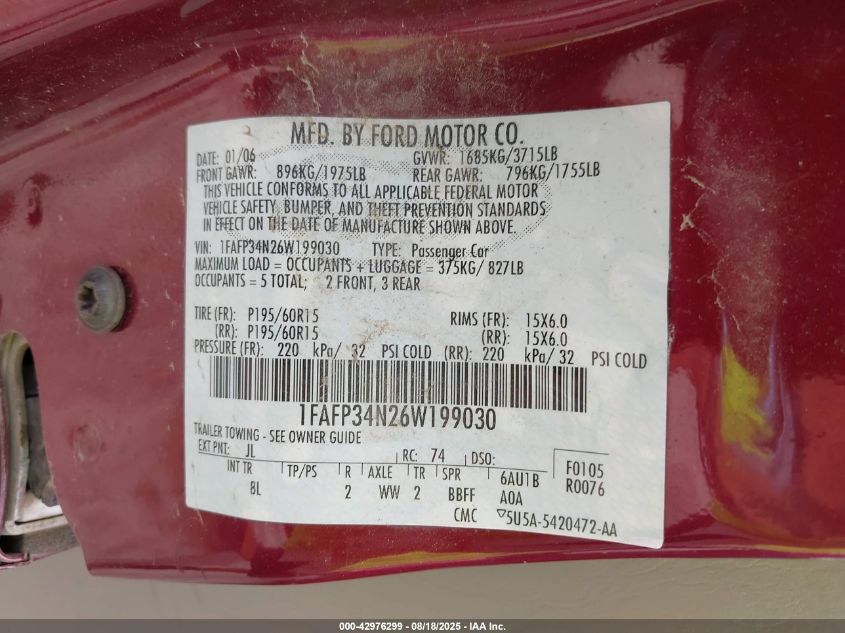 MFD. BY FORD MOTOR CO.
DATE: 01/06 GVWR: 1685KG/3715LB
FRONT GAWR: 896KG/1975LB REAR GAWR: 796KG/1755LB
THIS VEHICLE CONFORMS TO ALL APPLICABLE FEDERAL MOTOR
VEHICLE SAFETY, BUMPER, AND THEFT PREVENTION STANDARDS
IN EFFECT ON THE DATE OF MANUFACTURE SHOWN ABOVE.
VIN: 1FAFP34N26W199030 TYPE: Passenger Car
MAXIMUM LOAD = OCCUPANTS + LUGGAGE = 375KG/ 827LB
OCCUPANTS = 5 TOTAL; 2 FRONT, 3 REAR
TIRE (FR): P195/60R15 RIMS (FR): 15X6.0
(RR): P195/60R15 (RR): 15X6.0
PRESSURE (FR): 220 kPa/ 32 PSI COLD (RR): 220 kPa/ 32 PSI COLD
1FAFP34N26W199030
TRAILER TOWING - SEE OWNER GUIDE
EXT PNT: JL RC: 74 DSO: F0105
INT TR TP/PS R AXLE TR SPR 6AU1B R0076
8L 2 WW 2 BBFF A0A
CMC 5U5A-5420472-AA
000-42976299 - 08/18/2025 - IAA Inc.